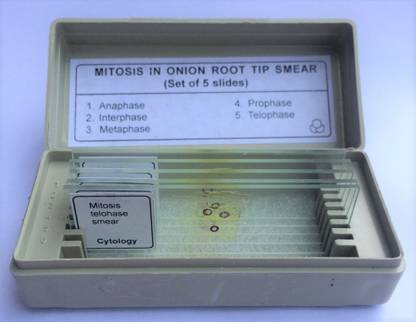 MITOSIS IN ONION ROOT TIP SMEAR
(Set of 5 slides)
1. Anaphase
2. Interphase
3. Metaphase
4. Prophase
5. Telophase
Mitosis
telohase
smear
Cytology